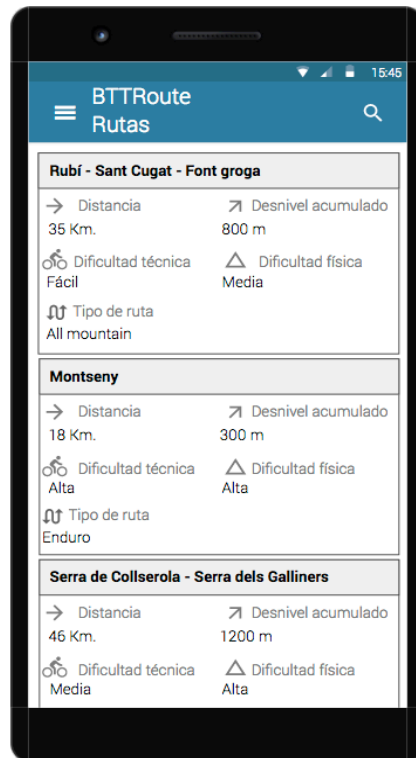 15:45
BTTRoute
Rutas
Rubí - Sant Cugat - Font groga
Distancia Desnivel acumulado
35 Km. 800 m
Dificultad técnica Dificultad física
Fácil Media
Tipo de ruta
All mountain
Montseny
Distancia Desnivel acumulado
18 Km. 300 m
Dificultad técnica Dificultad física
Alta Alta
Tipo de ruta
Enduro
Serra de Collserola - Serra dels Galliners
Distancia Desnivel acumulado
46 Km. 1200 m
Dificultad técnica Dificultad física
Media Alta